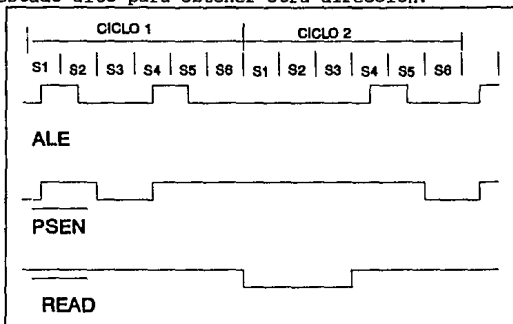 estado alto para obtener otra dirección.
CICLO 1 CICLO 2
S1 S2 S3 S4 S5 S6 S1 S2 S3 S4 S5 S6
ALE
PSEN
READ